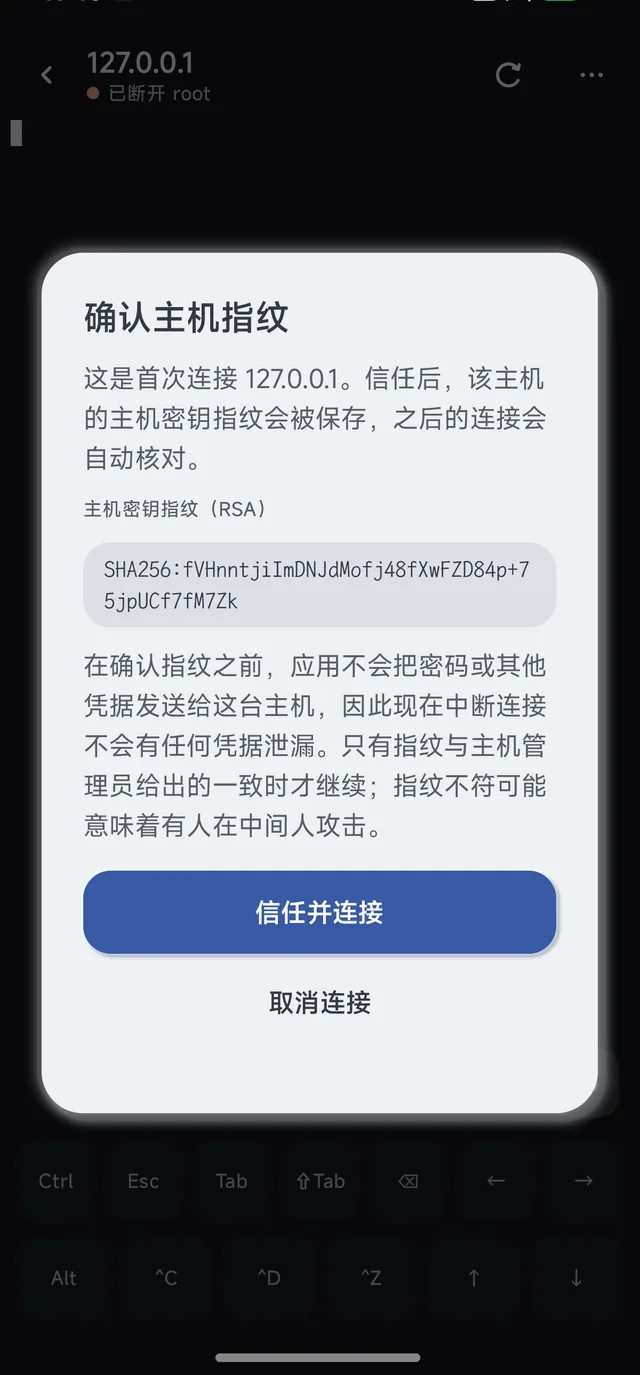 127.0.0.1
已断开 root
确认主机指纹
这是首次连接 127.0.0.1。信任后，该主机
的主机密钥指纹会被保存，之后的连接会
自动核对。
主机密钥指纹（RSA）
SHA256:fVHnntjiImDNJdMofj48fXwFZD84p+7
5jpUCf7fM7Zk
在确认指纹之前，应用不会把密码或其他
凭据发送给这台主机，因此现在中断连接
不会有任何凭据泄漏。只有指纹与主机管
理员给出的一致时才继续；指纹不符可能
意味着有人在中间人攻击。
信任并连接
取消连接
Ctrl Esc Tab ⇧Tab ⌫ ← →
Alt ^C ^D ^Z ↑ ↓